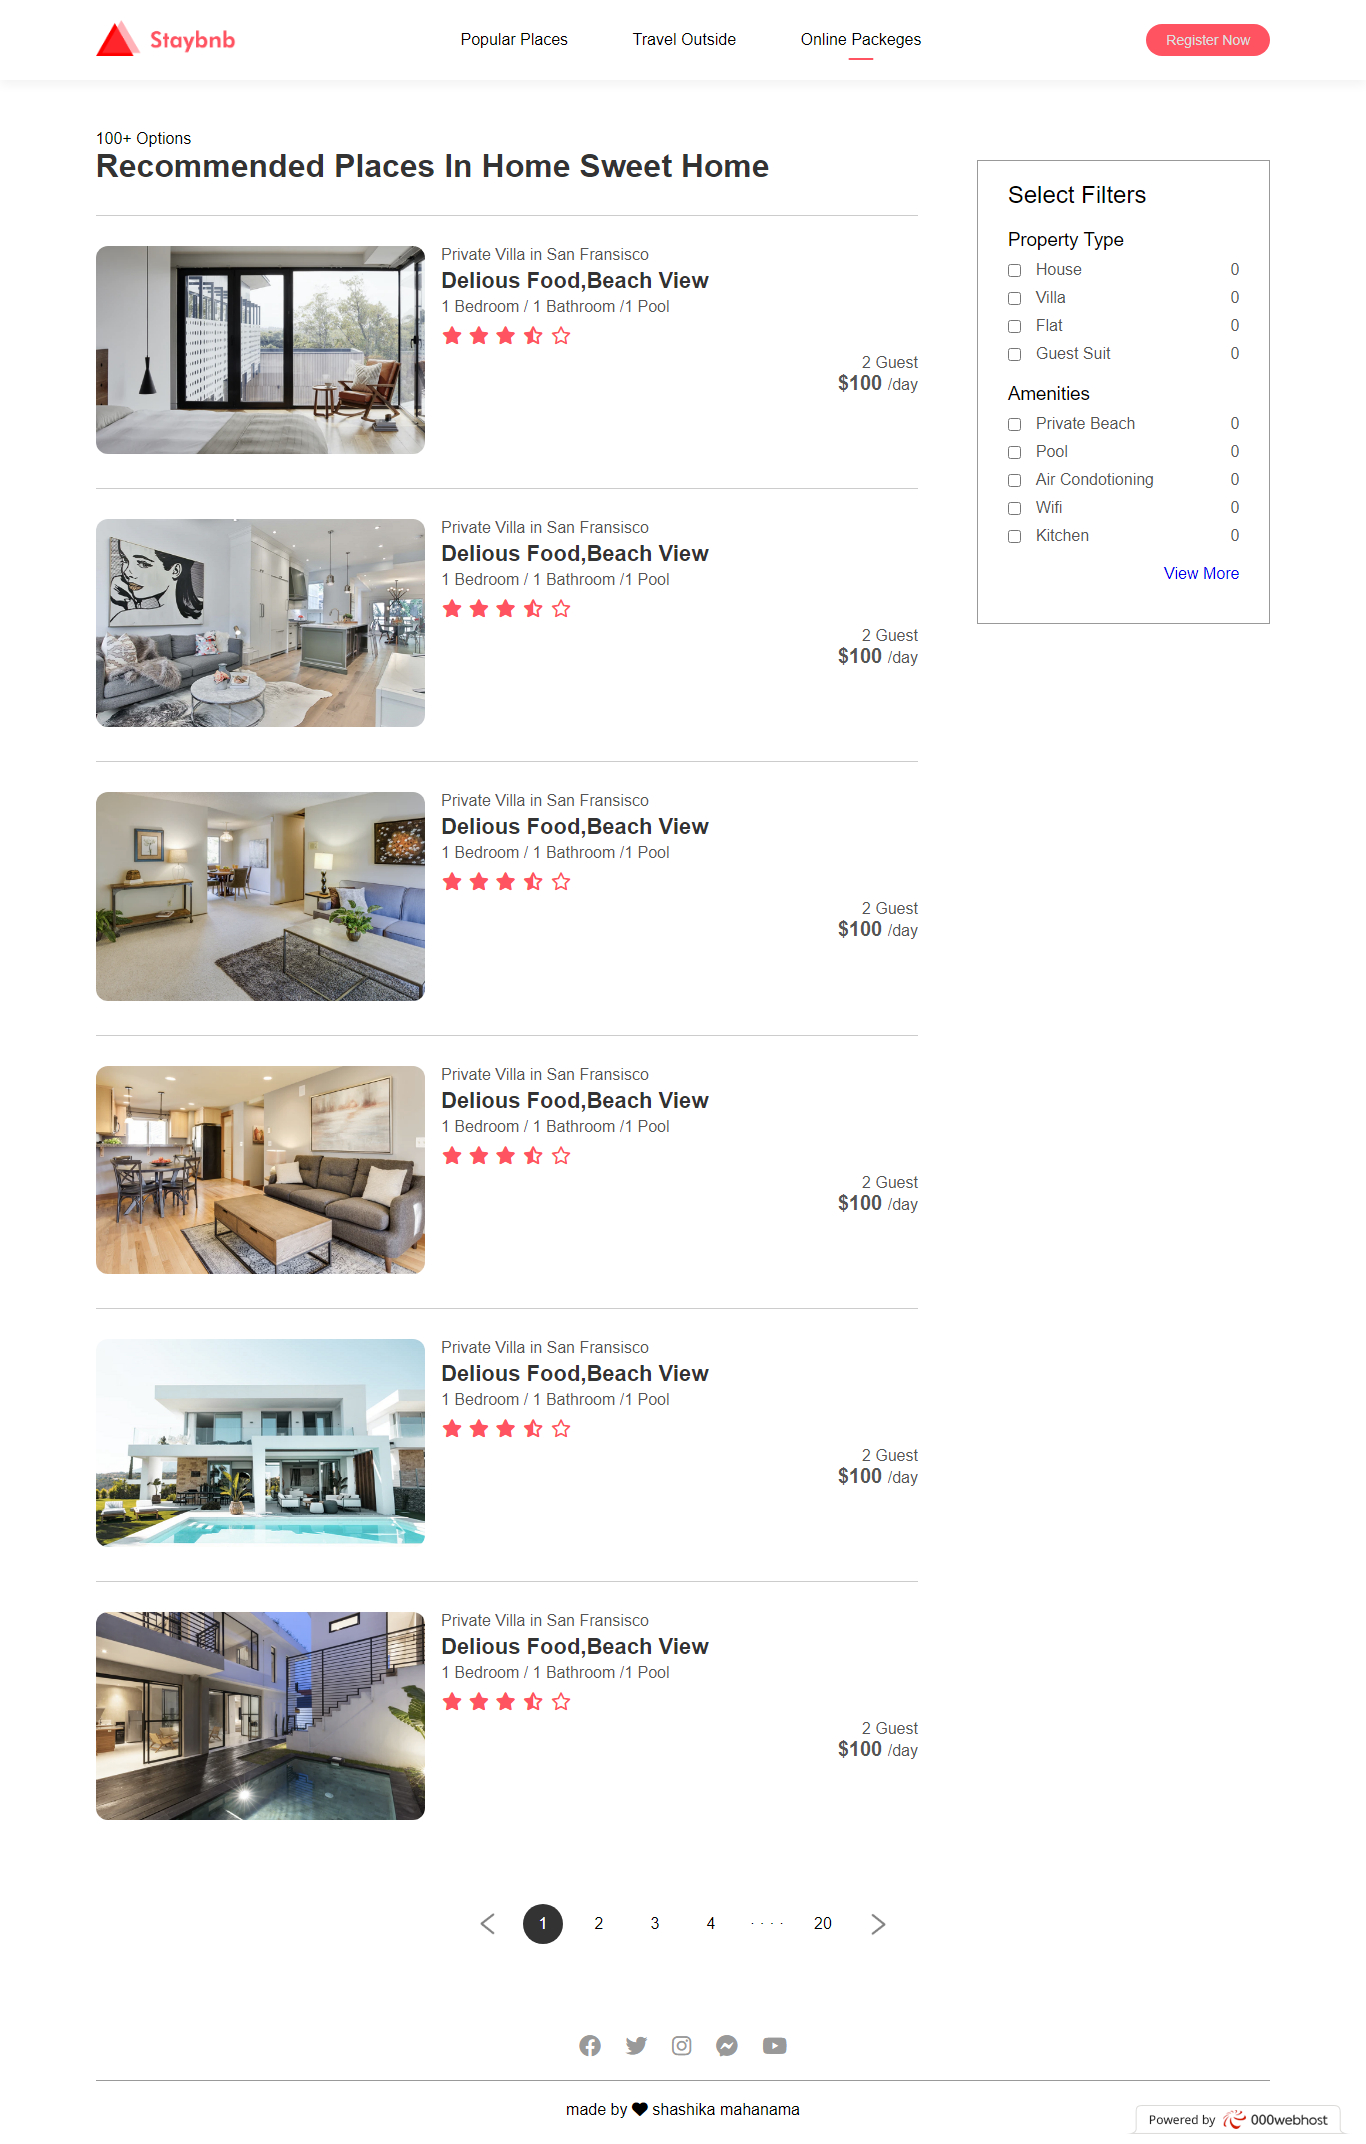 Staybnb
Popular Places
Travel Outside
Online Packeges
Register Now
100+ Options
Recommended Places In Home Sweet Home
Private Villa in San Fransisco
Delious Food,Beach View
1 Bedroom / 1 Bathroom /1 Pool
2 Guest
$100 /day
Private Villa in San Fransisco
Delious Food,Beach View
1 Bedroom / 1 Bathroom /1 Pool
2 Guest
$100 /day
Private Villa in San Fransisco
Delious Food,Beach View
1 Bedroom / 1 Bathroom /1 Pool
2 Guest
$100 /day
Private Villa in San Fransisco
Delious Food,Beach View
1 Bedroom / 1 Bathroom /1 Pool
2 Guest
$100 /day
Private Villa in San Fransisco
Delious Food,Beach View
1 Bedroom / 1 Bathroom /1 Pool
2 Guest
$100 /day
Private Villa in San Fransisco
Delious Food,Beach View
1 Bedroom / 1 Bathroom /1 Pool
2 Guest
$100 /day
Select Filters
Property Type
House 0
Villa 0
Flat 0
Guest Suit 0
Amenities
Private Beach 0
Pool 0
Air Condotioning 0
Wifi 0
Kitchen 0
View More
1 2 3 4 · · · · 20
made by shashika mahanama
Powered by 000webhost